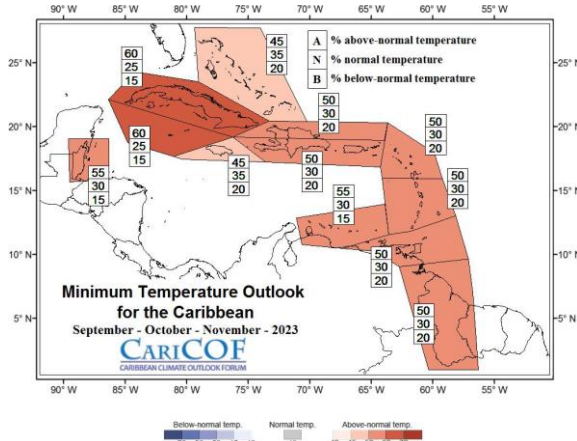 A % above-normal temperature
N % normal temperature
B % below-normal temperature
25° N
20° N
15° N
10° N
5° N
60
25
15
45
35
20
60
25
15
55
30
15
45
35
20
50
30
20
50
30
20
50
30
20
50
30
20
55
30
15
50
30
20
50
30
20
Minimum Temperature Outlook
for the Caribbean
September - October - November - 2023
CARICOF
CARIBBEAN CLIMATE OUTLOOK FORUM
90° W 85° W 80° W 75° W 70° W 65° W 60° W 55° W
Below-normal temp. Normal temp. Above-normal temp.